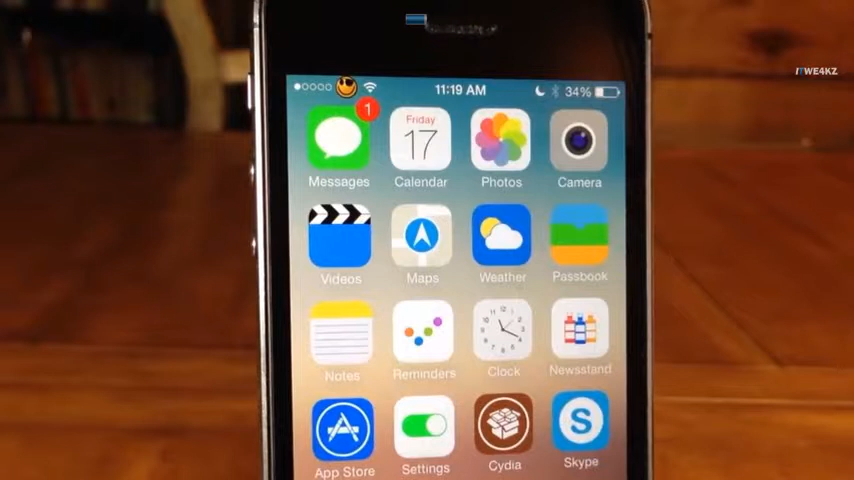 ITWE4KZ
11:19 AM
34%
1
Friday
17
Messages
Calendar
Photos
Camera
Videos
Maps
Weather
Passbook
Notes
Reminders
Clock
Newsstand
S
App Store
Settings
Cydia
Skype